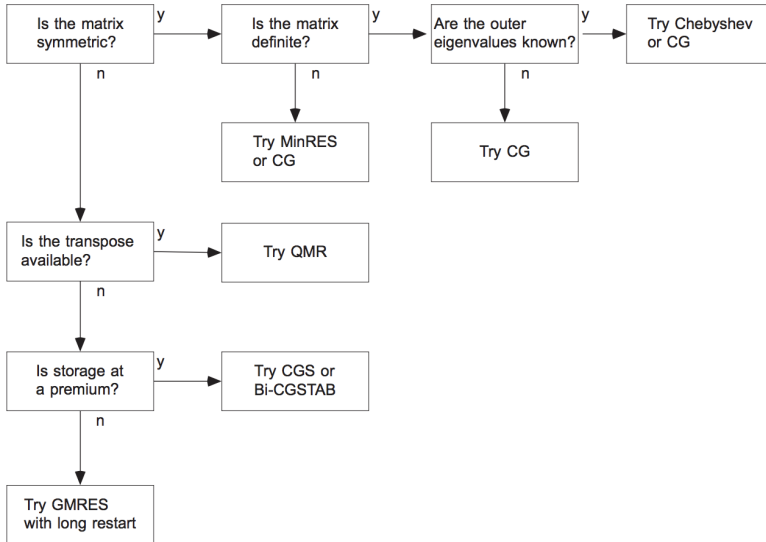 Is the matrix
symmetric?
y
Is the matrix
definite?
y
Are the outer
eigenvalues known?
y
Try Chebyshev
or CG
n
n
n
Try MinRES
or CG
Try CG
Is the transpose
available?
y
Try QMR
n
Is storage at
a premium?
y
Try CGS or
Bi-CGSTAB
n
Try GMRES
with long restart